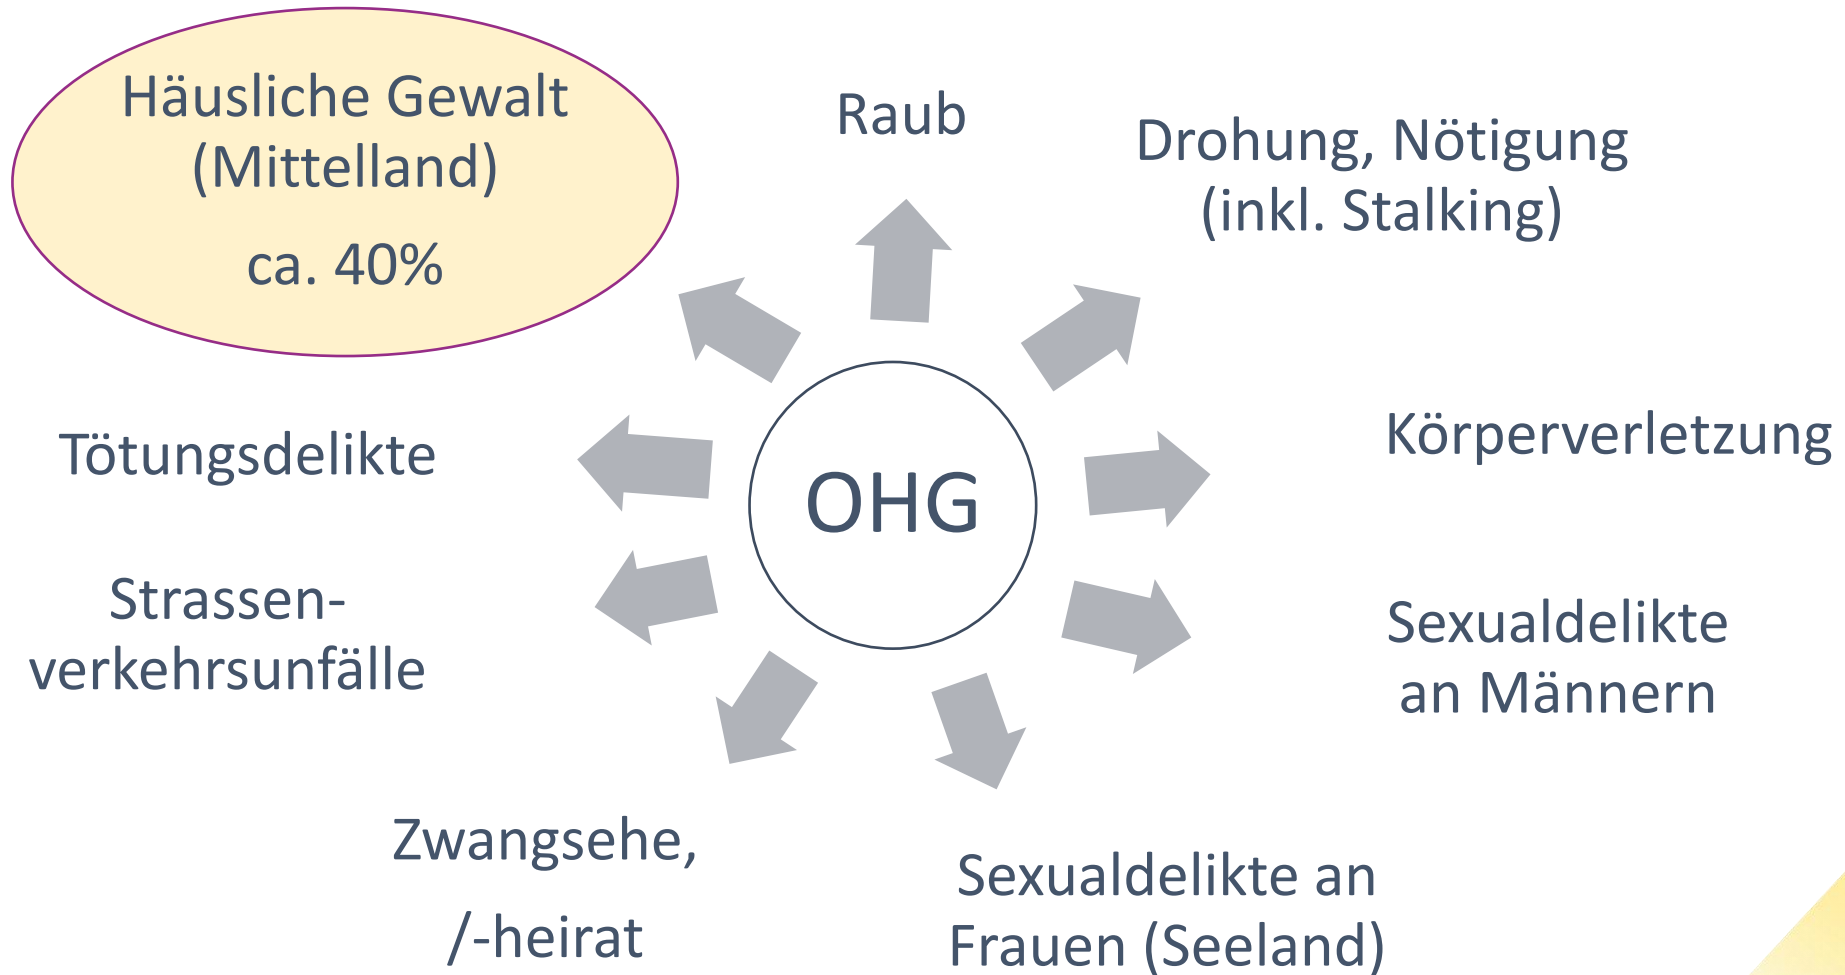 Häusliche Gewalt
(Mittelland)
ca. 40%
Raub
Drohung, Nötigung
(inkl. Stalking)
Körperverletzung
Sexualdelikte
an Männern
Sexualdelikte an
Frauen (Seeland)
Zwangsehe,
/-heirat
Strassen-
verkehrsunfälle
Tötungsdelikte
OHG